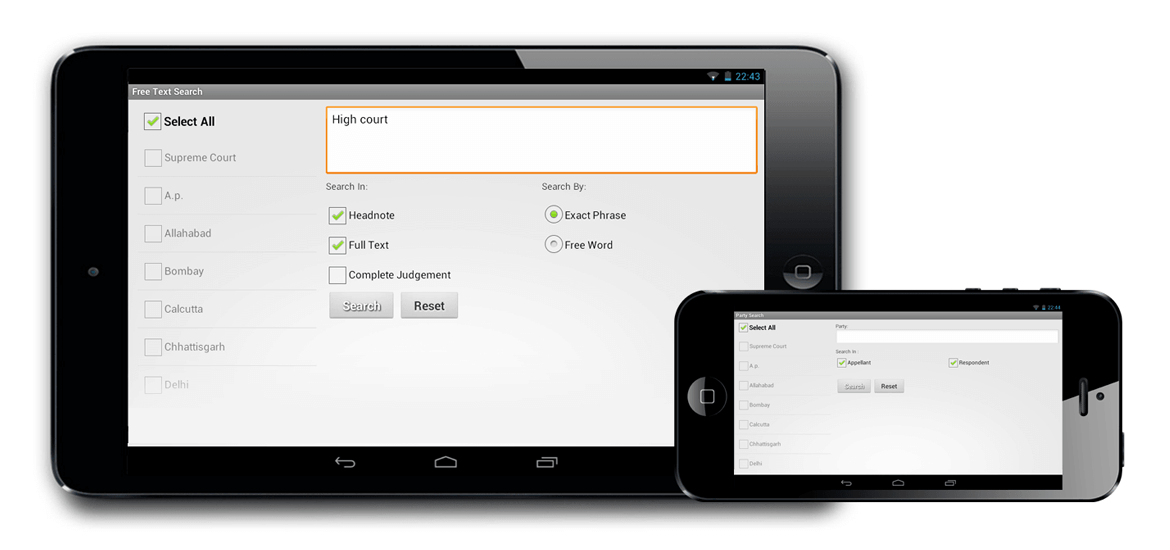 22:43
Free Text Search
Select All
Supreme Court
A.p.
Allahabad
Bombay
Calcutta
Chhattisgarh
Delhi
High court
Search In:
Search By:
Headnote
Exact Phrase
Full Text
Free Word
Complete Judgement
Search
Reset
22:44
Party Search
Select All
Supreme Court
A.p.
Allahabad
Bombay
Calcutta
Chhattisgarh
Delhi
Party:
Search In :
Appellant
Respondent
Search
Reset